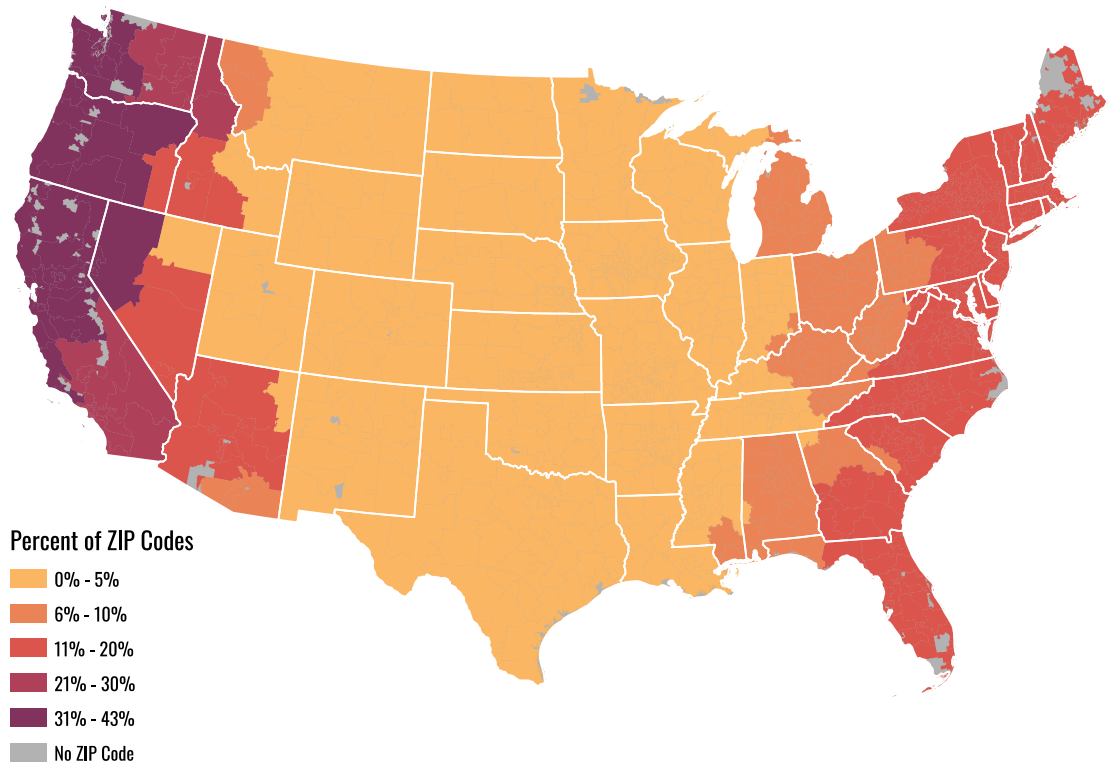 Percent of ZIP Codes
0% - 5%
6% - 10%
11% - 20%
21% - 30%
31% - 43%
No ZIP Code